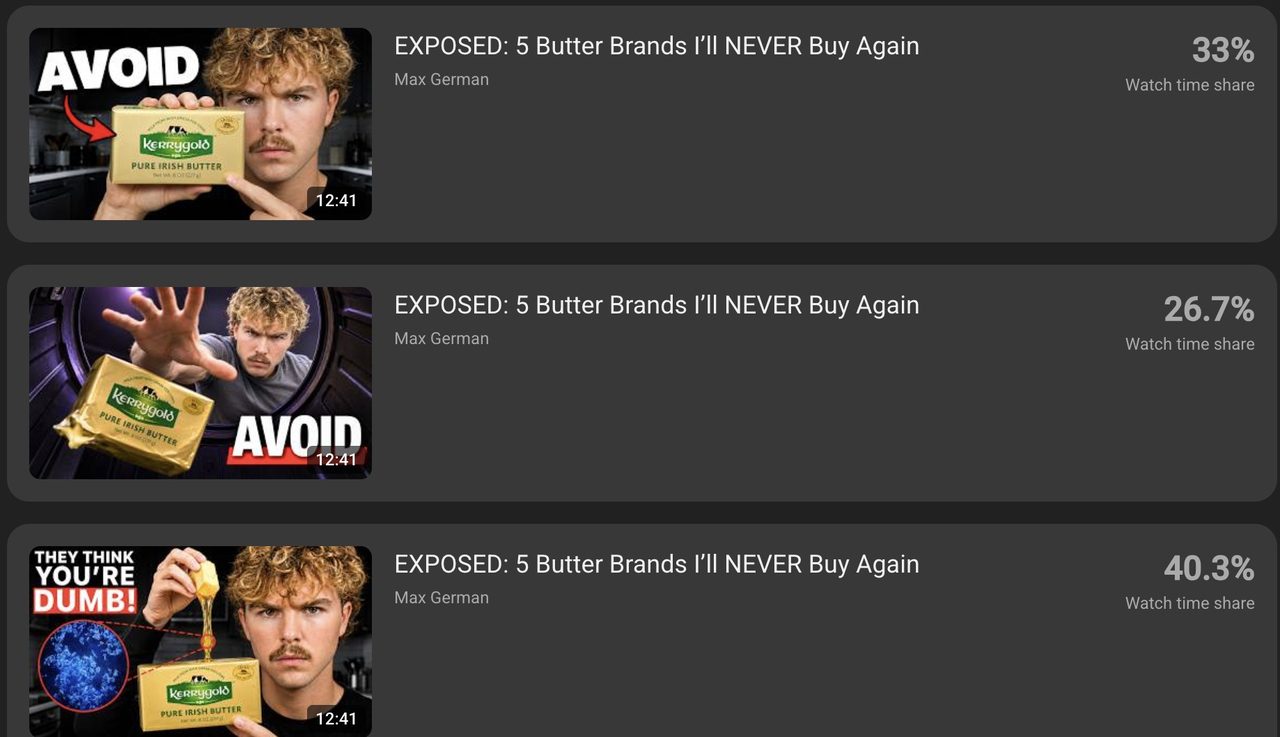 AVOID
Kerrygold
PURE IRISH BUTTER
12:41
EXPOSED: 5 Butter Brands I’ll NEVER Buy Again
Max German
33%
Watch time share
Kerrygold
PURE IRISH BUTTER
AVOID
12:41
EXPOSED: 5 Butter Brands I’ll NEVER Buy Again
Max German
26.7%
Watch time share
THEY THINK
YOU’RE
DUMB!
Kerrygold
PURE IRISH BUTTER
12:41
EXPOSED: 5 Butter Brands I’ll NEVER Buy Again
Max German
40.3%
Watch time share